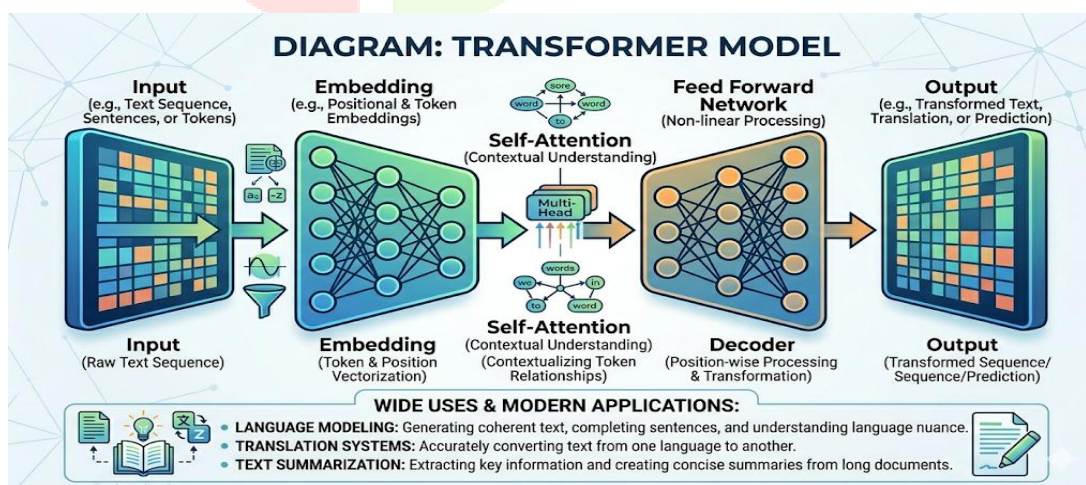 DIAGRAM: TRANSFORMER MODEL
Input
(e.g., Text Sequence,
Sentences, or Tokens)
Embedding
(e.g., Positional & Token
Embeddings)
sore
word
word
to
Self-Attention
(Contextual Understanding)
Feed Forward
Network
(Non-linear Processing)
Output
(e.g., Transformed Text,
Translation, or Prediction)
-z
Multi-
Head
words
we
in
to
word
Input
(Raw Text Sequence)
Embedding
(Token & Position
Vectorization)
Self-Attention
(Contextual Understanding)
(Contextualizing Token
Relationships)
Decoder
(Position-wise Processing
& Transformation)
Output
(Transformed Sequence/
Sequence/Prediction)
WIDE USES & MODERN APPLICATIONS:
文
Z
• LANGUAGE MODELING: Generating coherent text, completing sentences, and understanding language nuance.
• TRANSLATION SYSTEMS: Accurately converting text from one language to another.
• TEXT SUMMARIZATION: Extracting key information and creating concise summaries from long documents.